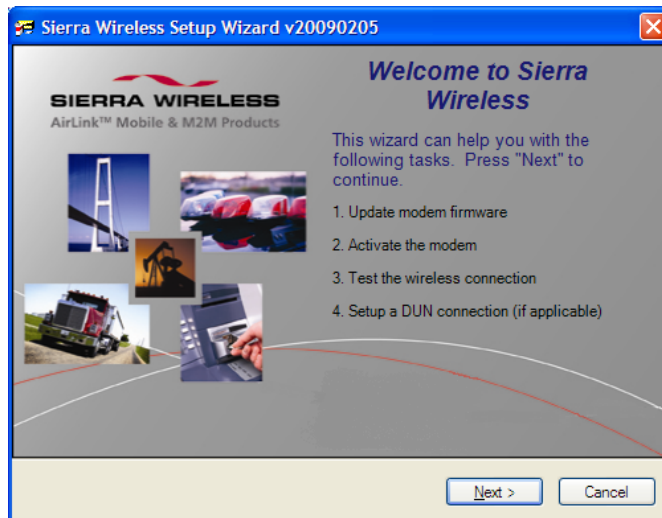 Sierra Wireless Setup Wizard v20090205
SIERRA WIRELESS
AirLink™ Mobile & M2M Products
Welcome to Sierra
Wireless
This wizard can help you with the
following tasks. Press "Next" to
continue.
1. Update modem firmware
2. Activate the modem
3. Test the wireless connection
4. Setup a DUN connection (if applicable)
Next >
Cancel